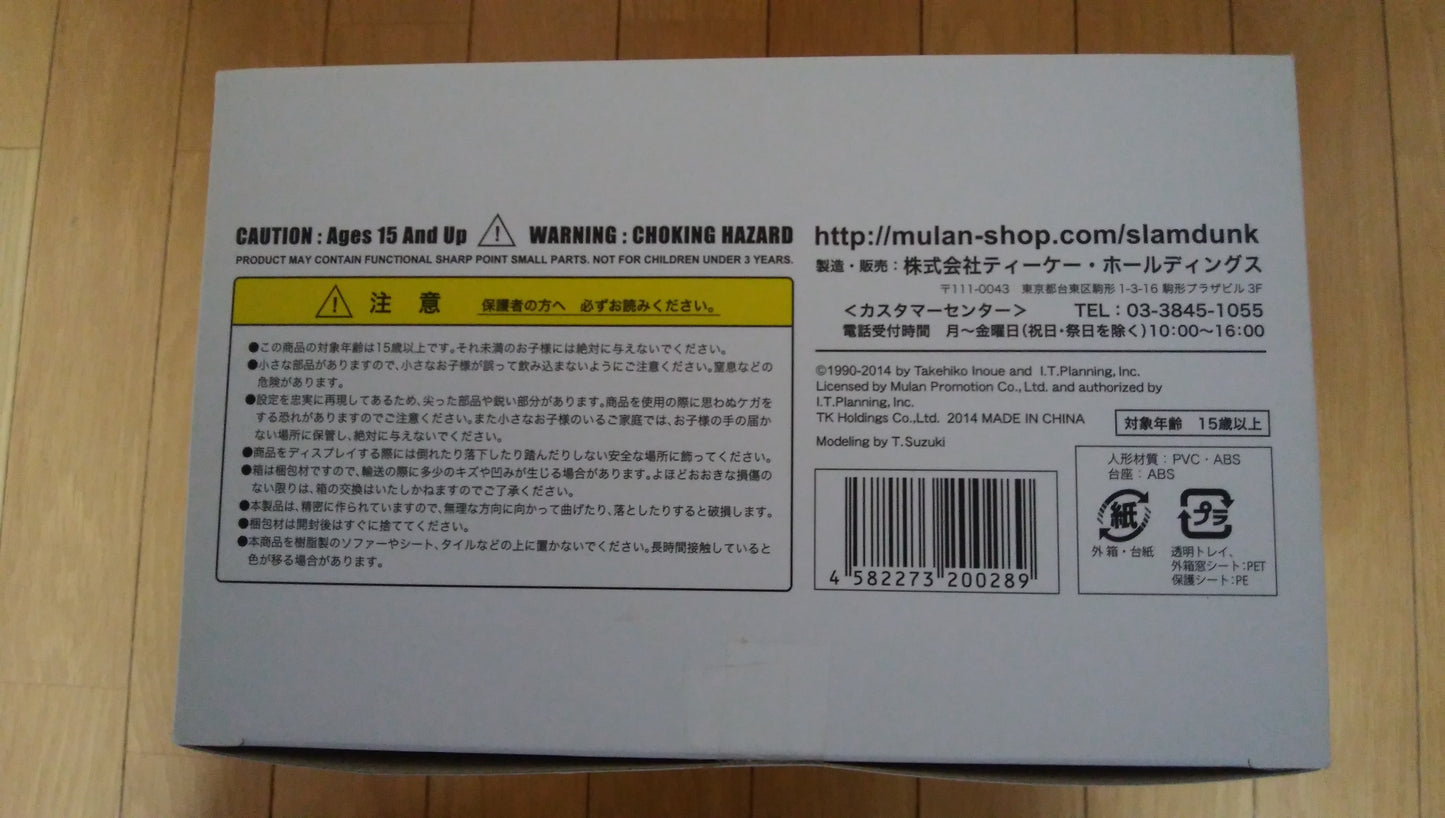 CAUTION : Ages 15 And Up
WARNING : CHOKING HAZARD
PRODUCT MAY CONTAIN FUNCTIONAL SHARP POINT SMALL PARTS. NOT FOR CHILDREN UNDER 3 YEARS.
注 意 保護者の方へ 必ずお読みください。
●この商品の対象年齢は15歳以上です。それ未満のお子様には絶対に与えないでください。
●小さな部品がありますので、小さなお子様が誤って飲み込まないようにご注意ください。窒息などの
危険があります。
●設定を忠実に再現してあるため、尖った部品や鋭い部分があります。商品を使用の際に思わぬケガを
する恐れがありますのでご注意ください。また小さなお子様のいるご家庭では、お子様の手の届か
ない場所に保管し、絶対に与えないでください。
●商品をディスプレイする際には倒れたり落下したり踏んだりしない安全な場所に飾ってください。
●箱は梱包材ですので、輸送の際に多少のキズや凹みが生じる場合があります。よほどおおきな損傷の
ない限りは、箱の交換はいたしかねますのでご了承ください。
●本製品は、精密に作られていますので、無理な方向に向かって曲げたり、落としたりすると破損します。
●梱包材は開封後はすぐに捨ててください。
●本商品を樹脂製のソファーやシート、タイルなどの上に置かないでください。長時間接触していると
色が移る場合があります。
http://mulan-shop.com/slamdunk
製造・販売：株式会社ティーケー・ホールディングス
〒111-0043 東京都台東区駒形 1-3-16 駒形プラザビル 3F
＜カスタマーセンター＞ TEL：03-3845-1055
電話受付時間 月〜金曜日（祝日・祭日を除く）10:00〜16:00
©1990-2014 by Takehiko Inoue and I.T.Planning, Inc.
Licensed by Mulan Promotion Co., Ltd. and authorized by
I.T.Planning, Inc.
TK Holdings Co.,Ltd. 2014 MADE IN CHINA
対象年齢 15歳以上
Modeling by T.Suzuki
4 582273 200289
人形材質：PVC・ABS
台座：ABS
紙 プラ
外箱・台紙
透明トレイ、
外箱窓シート：PET
保護シート：PE